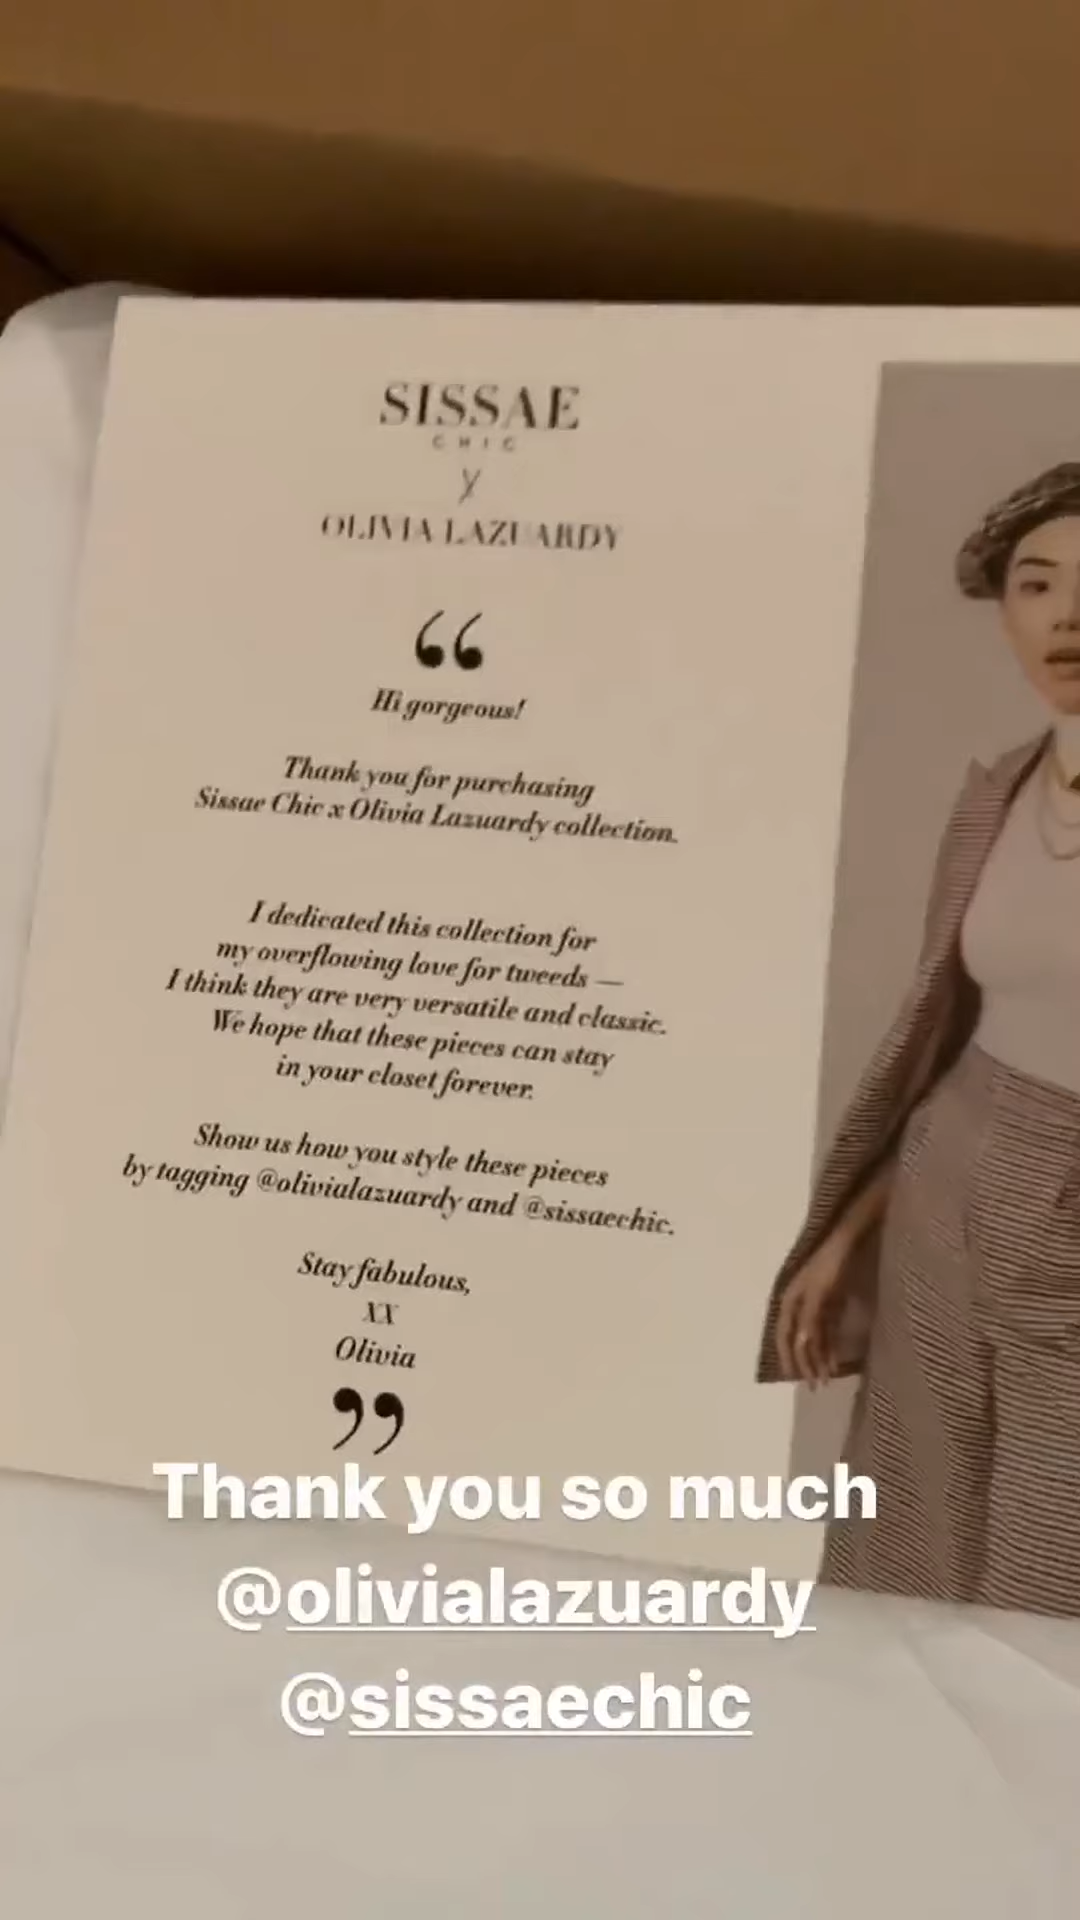 SISSAE
CHIC
X
OLIVIA LAZUARDY
“
Hi gorgeous!
Thank you for purchasing
Sissae Chic x Olivia Lazuardy collection.
I dedicated this collection for
my overflowing love for tweeds —
I think they are very versatile and classic.
We hope that these pieces can stay
in your closet forever.
Show us how you style these pieces
by tagging @olivialazuardy and @sissaechic.
Stay fabulous,
XX
Olivia
”
Thank you so much
@olivialazuardy
@sissaechic